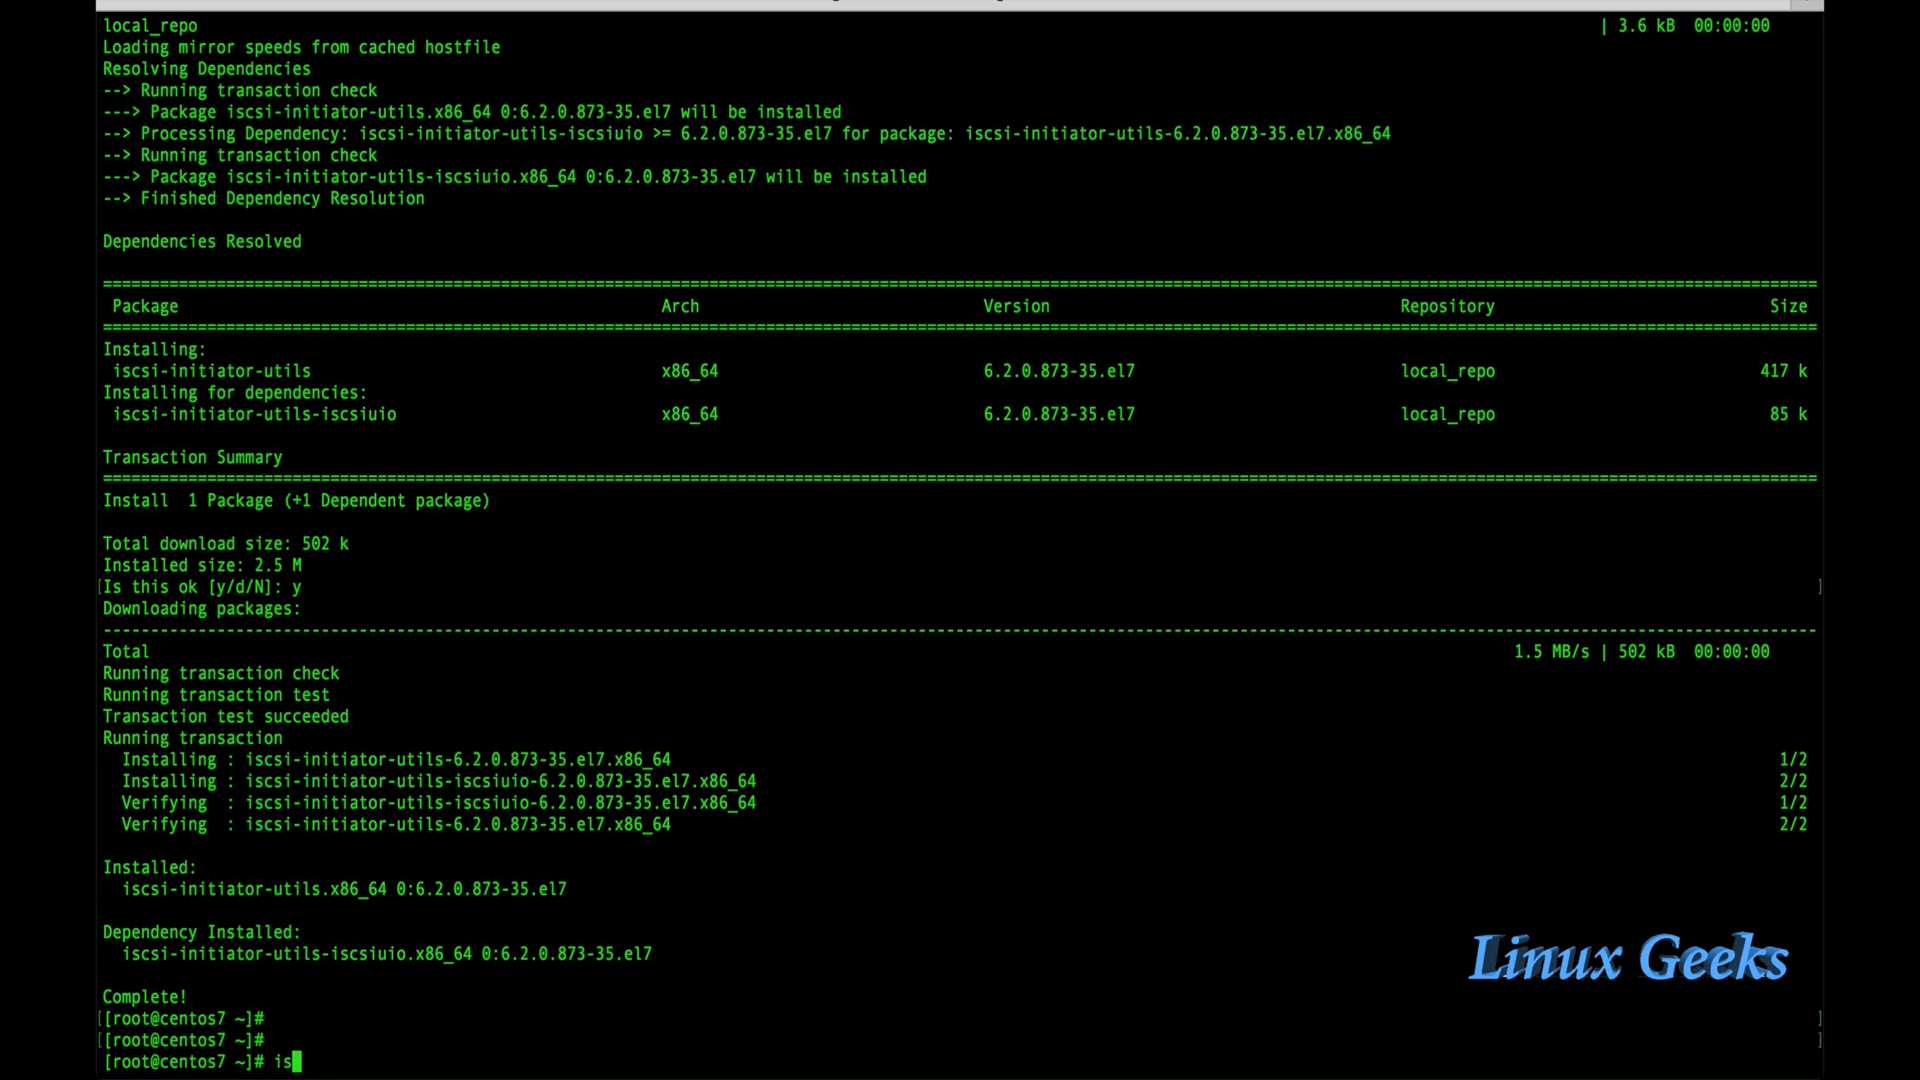 local_repo | 3.6 kB 00:00:00
Loading mirror speeds from cached hostfile
Resolving Dependencies
--> Running transaction check
---> Package iscsi-initiator-utils.x86_64 0:6.2.0.873-35.el7 will be installed
--> Processing Dependency: iscsi-initiator-utils-iscsiuio >= 6.2.0.873-35.el7 for package: iscsi-initiator-utils-6.2.0.873-35.el7.x86_64
--> Running transaction check
---> Package iscsi-initiator-utils-iscsiuio.x86_64 0:6.2.0.873-35.el7 will be installed
--> Finished Dependency Resolution
Dependencies Resolved
Package Arch Version Repository Size
Installing:
iscsi-initiator-utils x86_64 6.2.0.873-35.el7 local_repo 417 k
Installing for dependencies:
iscsi-initiator-utils-iscsiuio x86_64 6.2.0.873-35.el7 local_repo 85 k
Transaction Summary
Install 1 Package (+1 Dependent package)
Total download size: 502 k
Installed size: 2.5 M
[Is this ok [y/d/N]: y ]
Downloading packages:
Total 1.5 MB/s | 502 kB 00:00:00
Running transaction check
Running transaction test
Transaction test succeeded
Running transaction
Installing : iscsi-initiator-utils-6.2.0.873-35.el7.x86_64 1/2
Installing : iscsi-initiator-utils-iscsiuio-6.2.0.873-35.el7.x86_64 2/2
Verifying : iscsi-initiator-utils-iscsiuio-6.2.0.873-35.el7.x86_64 1/2
Verifying : iscsi-initiator-utils-6.2.0.873-35.el7.x86_64 2/2
Installed:
iscsi-initiator-utils.x86_64 0:6.2.0.873-35.el7
Dependency Installed:
iscsi-initiator-utils-iscsiuio.x86_64 0:6.2.0.873-35.el7
Linux Geeks
Complete!
[[root@centos7 ~]# ]
[[root@centos7 ~]# ]
[root@centos7 ~]# is